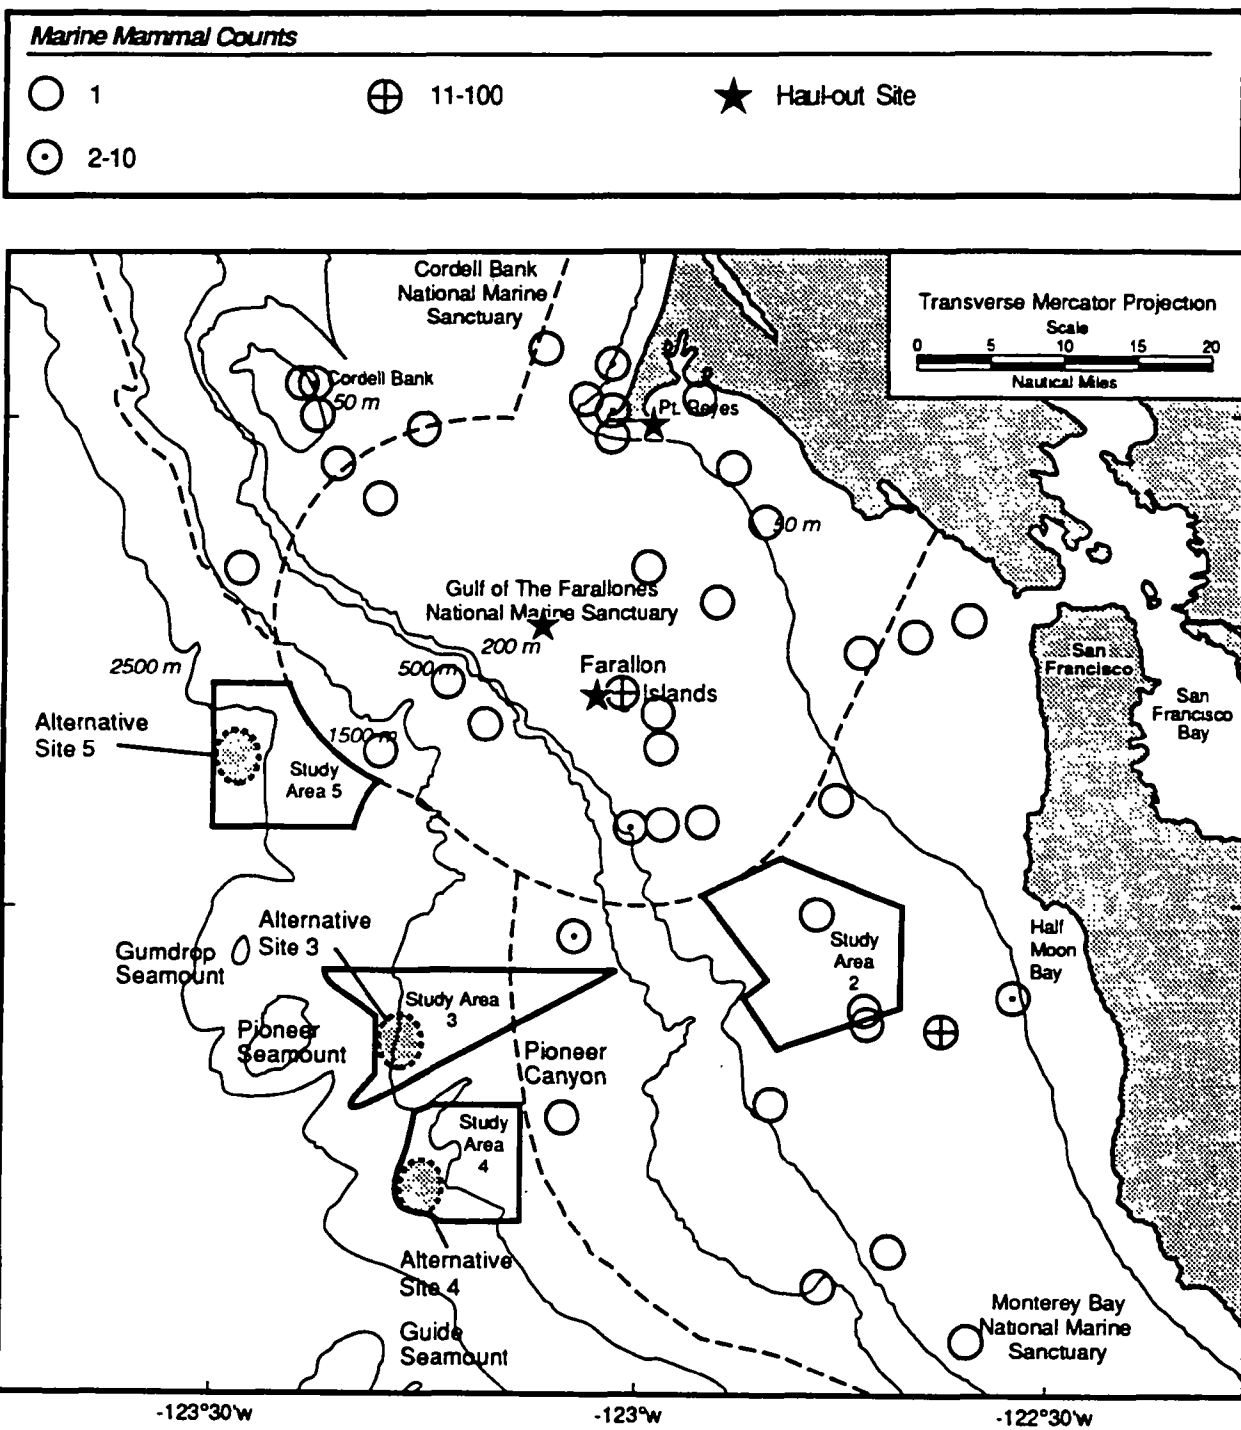 Marine Mammal Counts
1
11-100
Haul-out Site
2-10
Cordell Bank
National Marine
Sanctuary
Transverse Mercator Projection
Scale
0 5 10 15 20
Nautical Miles
Cordell Bank
50 m
Pt. Reyes
50 m
Gulf of The Farallones
National Marine Sanctuary
200 m
2500 m
500 m
Farallon
Islands
San
Francisco
San
Francisco
Bay
Alternative
Site 5
1500 m
Study
Area 5
Alternative
Site 3
Gumdrop
Seamount
Study
Area
2
Half
Moon
Bay
Study Area
3
Pioneer
Seamount
Pioneer
Canyon
Study
Area
4
Alternative
Site 4
Guide
Seamount
Monterey Bay
National Marine
Sanctuary
-123°30'W
-123°W
-122°30'W